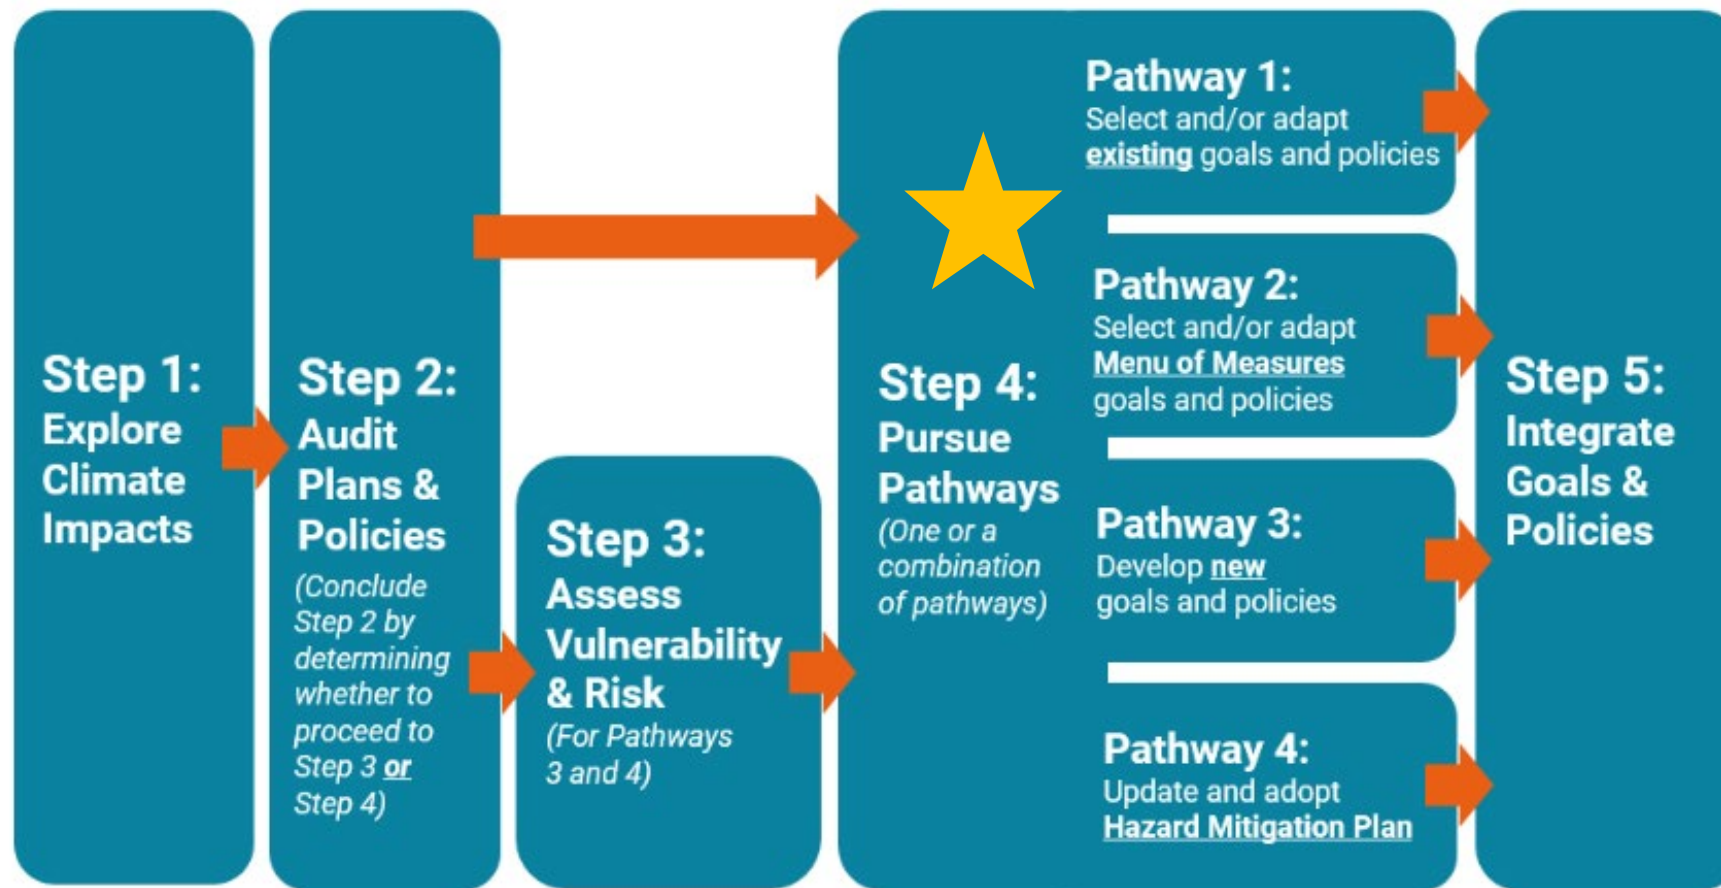 Step 1:
Explore
Climate
Impacts
Step 2:
Audit
Plans &
Policies
(Conclude
Step 2 by
determining
whether to
proceed to
Step 3 or
Step 4)
Step 3:
Assess
Vulnerability
& Risk
(For Pathways
3 and 4)
Step 4:
Pursue
Pathways
(One or a
combination
of pathways)
Pathway 1:
Select and/or adapt
existing goals and policies
Pathway 2:
Select and/or adapt
Menu of Measures
goals and policies
Pathway 3:
Develop new
goals and policies
Pathway 4:
Update and adopt
Hazard Mitigation Plan
Step 5:
Integrate
Goals &
Policies